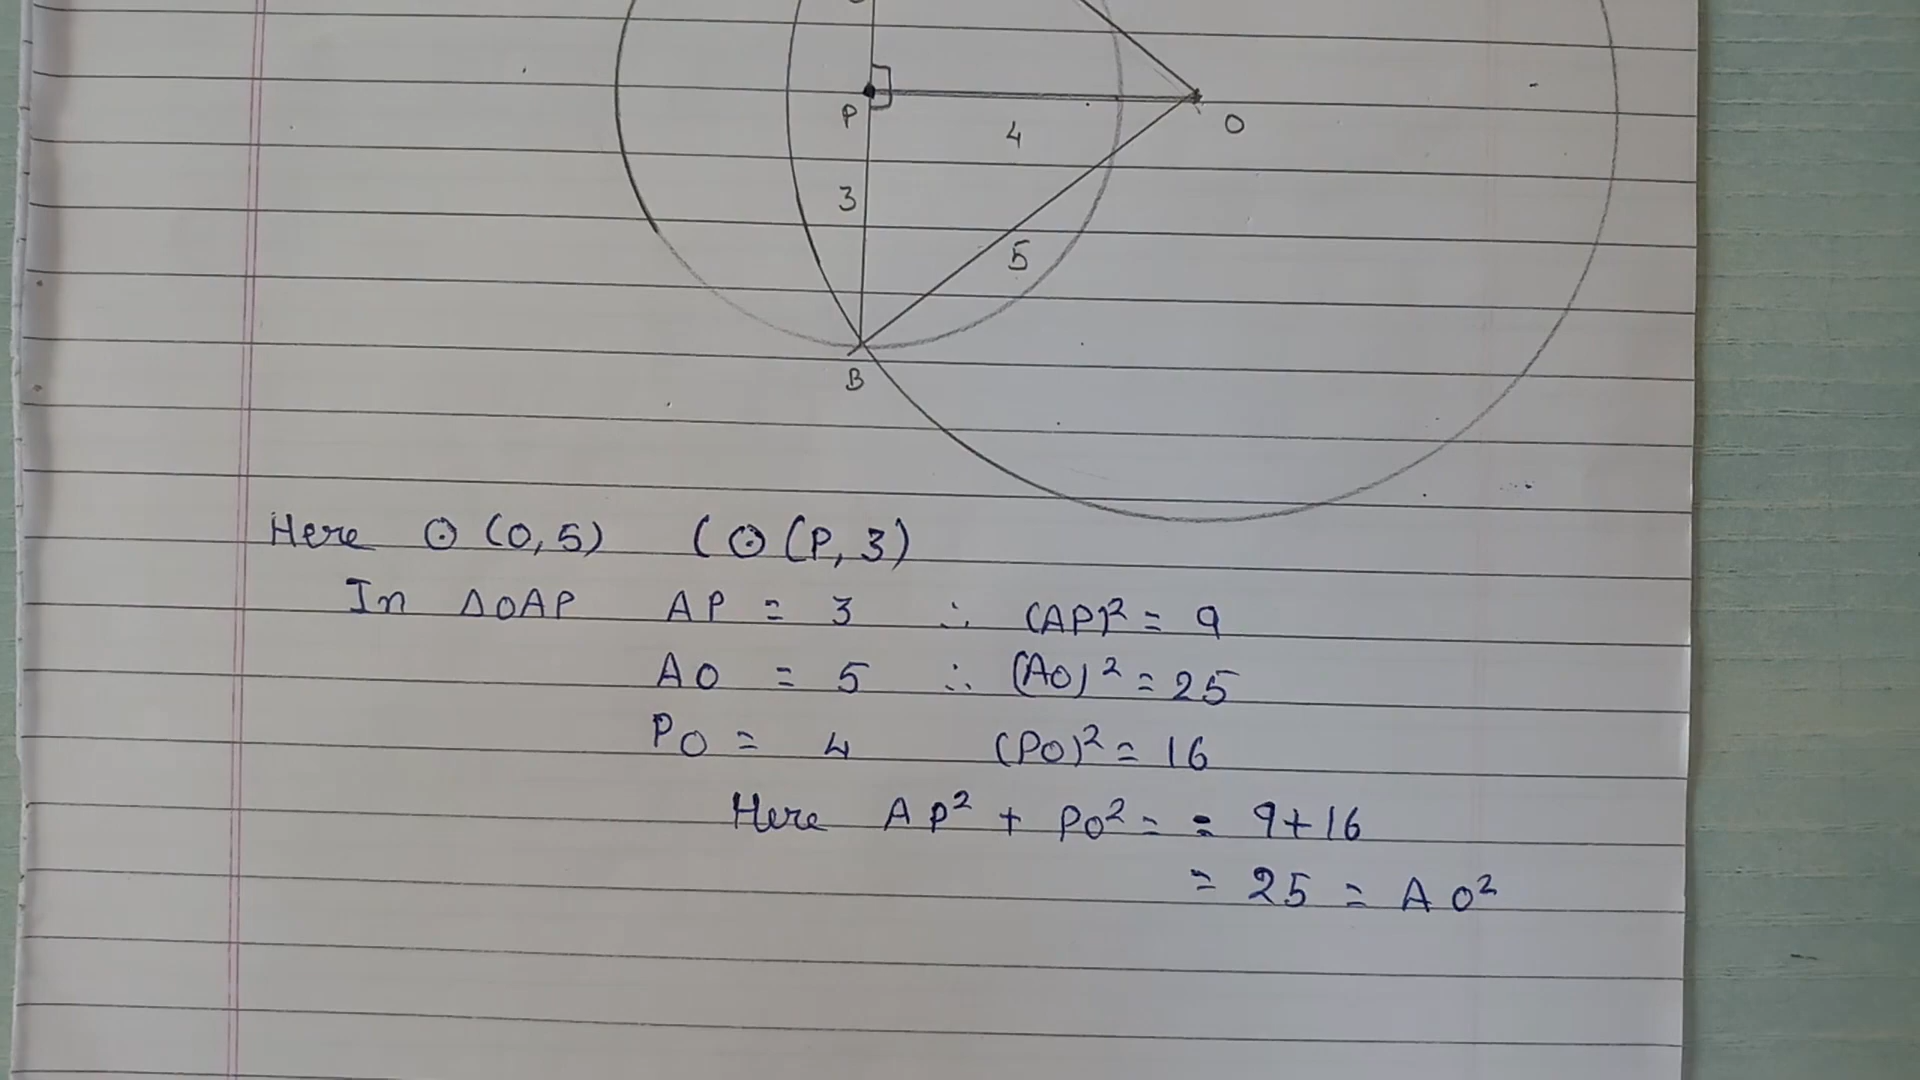 P
O
4
3
5
B
Here ⊙ (O,5) (⊙ (P, 3)
In ΔOAP AP = 3 ∴ (AP)² = 9
AO = 5 ∴ (AO)² = 25
PO = 4 (PO)² = 16
Here AP² + PO² = = 9+16
= 25 = AO²